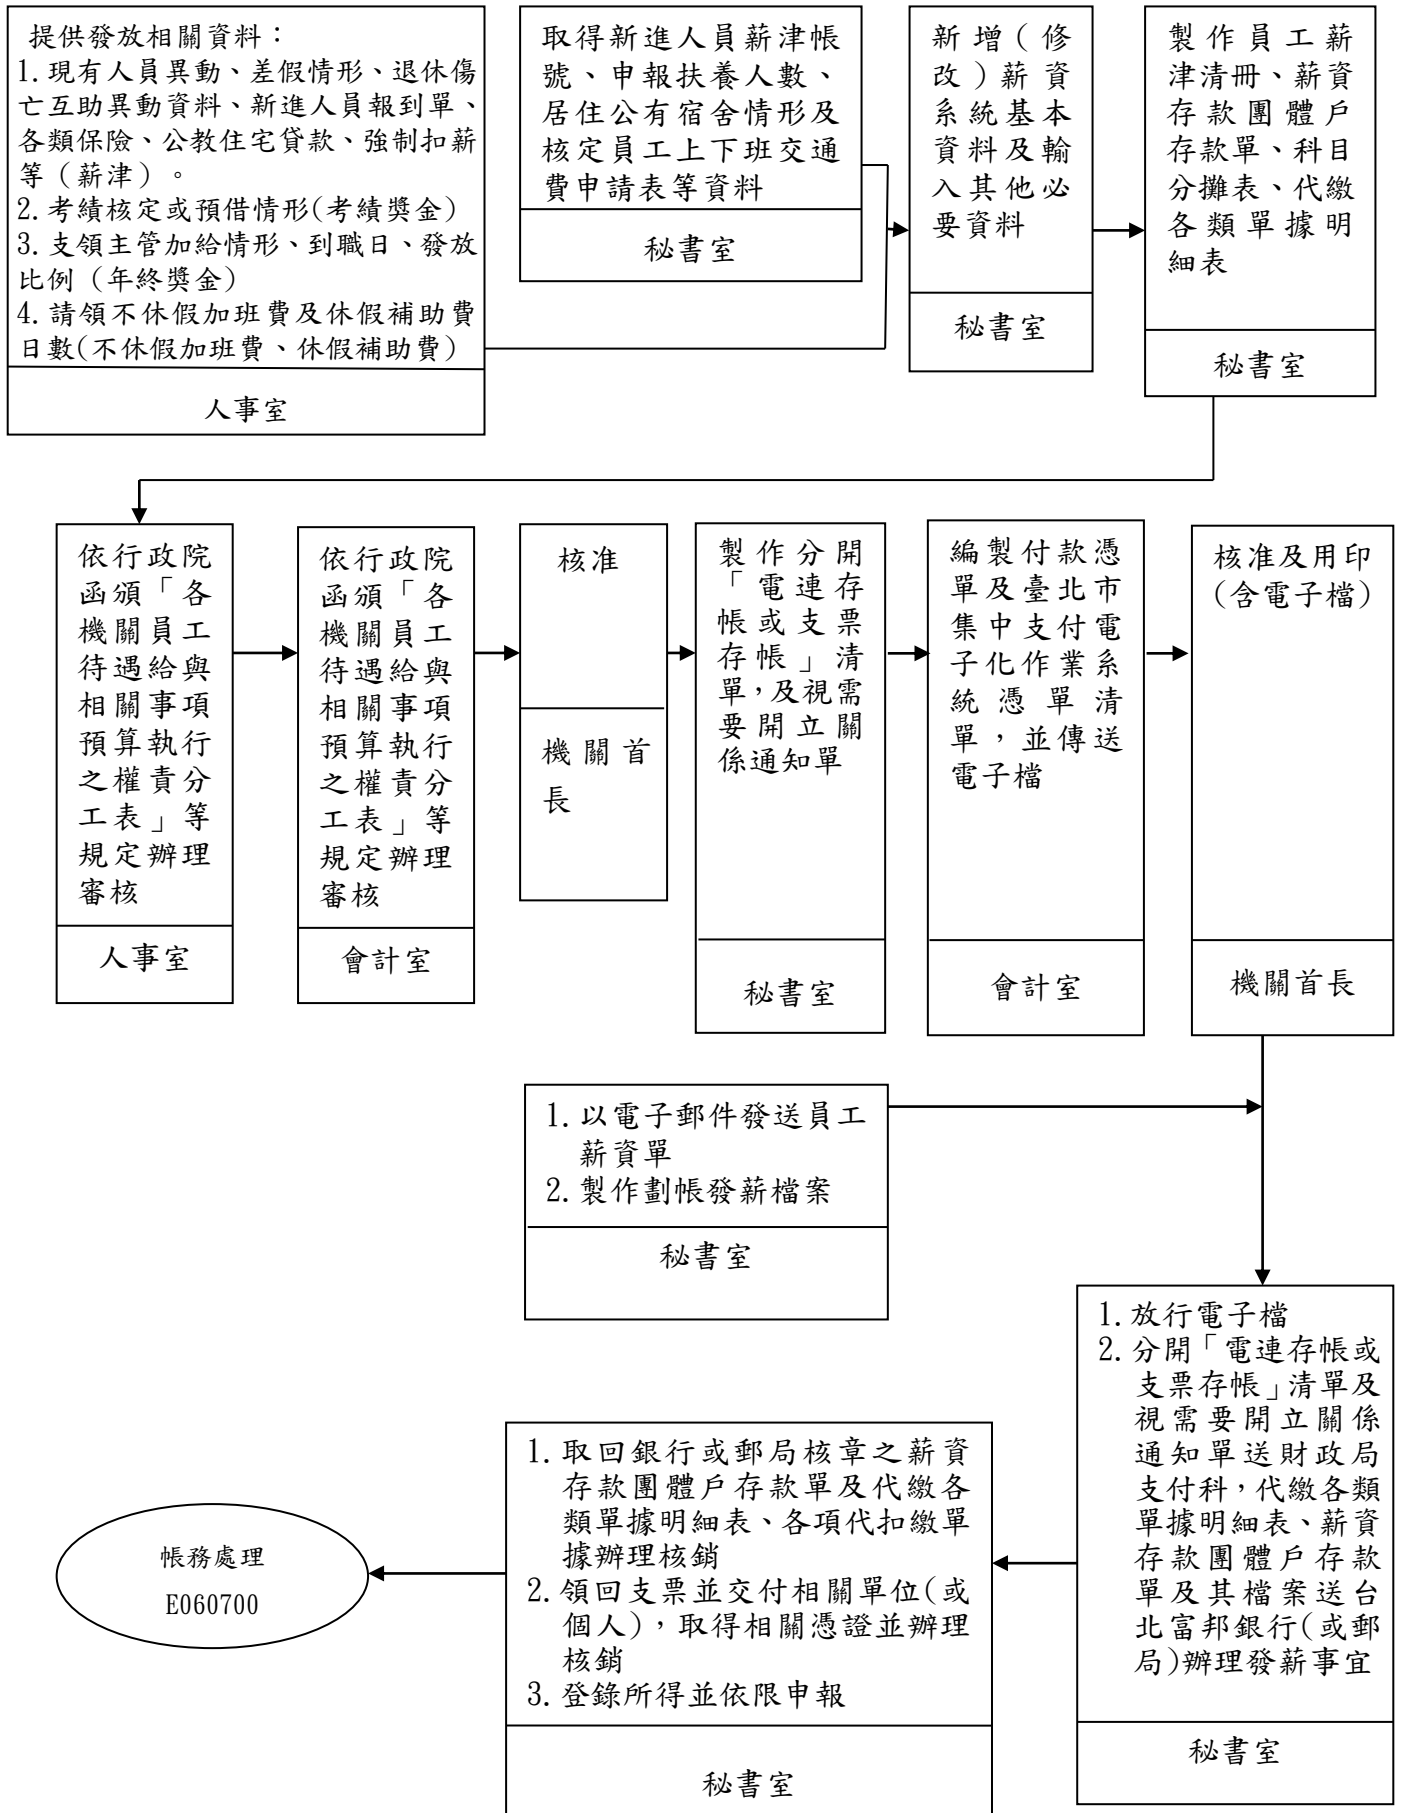 提供發放相關資料：
1.現有人員異動、差假情形、退休傷
亡互助異動資料、新進人員報到單、
各類保險、公教住宅貸款、強制扣薪
等（薪津）。
2.考績核定或預借情形(考績獎金)
3.支領主管加給情形、到職日、發放
比例（年終獎金)
4.請領不休假加班費及休假補助費
日數(不休假加班費、休假補助費)
人事室
取得新進人員薪津帳
號、申報扶養人數、
居住公有宿舍情形及
核定員工上下班交通
費申請表等資料
秘書室
新增（修
改）薪資
系統基本
資料及輸
入其他必
要資料
秘書室
製作員工薪
津清冊、薪資
存款團體戶
存款單、科目
分攤表、代繳
各類單據明
細表
秘書室
依行政院
函頒「各
機關員工
待遇給與
相關事項
預算執行
之權責分
工表」等
規定辦理
審核
人事室
依行政院
函頒「各
機關員工
待遇給與
相關事項
預算執行
之權責分
工表」等
規定辦理
審核
會計室
核准
機關首
長
製作分開
「電連存
帳或支票
存帳」清
單，及視需
要開立關
係通知單
秘書室
編製付款憑
單及臺北市
集中支付電
子化作業系
統憑單清
單，並傳送
電子檔
會計室
核准及用印
(含電子檔)
機關首長
1.以電子郵件發送員工
薪資單
2.製作劃帳發薪檔案
秘書室
1.放行電子檔
2.分開「電連存帳或
支票存帳」清單及
視需要開立關係
通知單送財政局
支付科，代繳各類
單據明細表、薪資
存款團體戶存款
單及其檔案送台
北富邦銀行(或郵
局)辦理發薪事宜
秘書室
1.取回銀行或郵局核章之薪資
存款團體戶存款單及代繳各
類單據明細表、各項代扣繳單
據辦理核銷
2.領回支票並交付相關單位(或
個人)，取得相關憑證並辦理
核銷
3.登錄所得並依限申報
秘書室
帳務處理
E060700